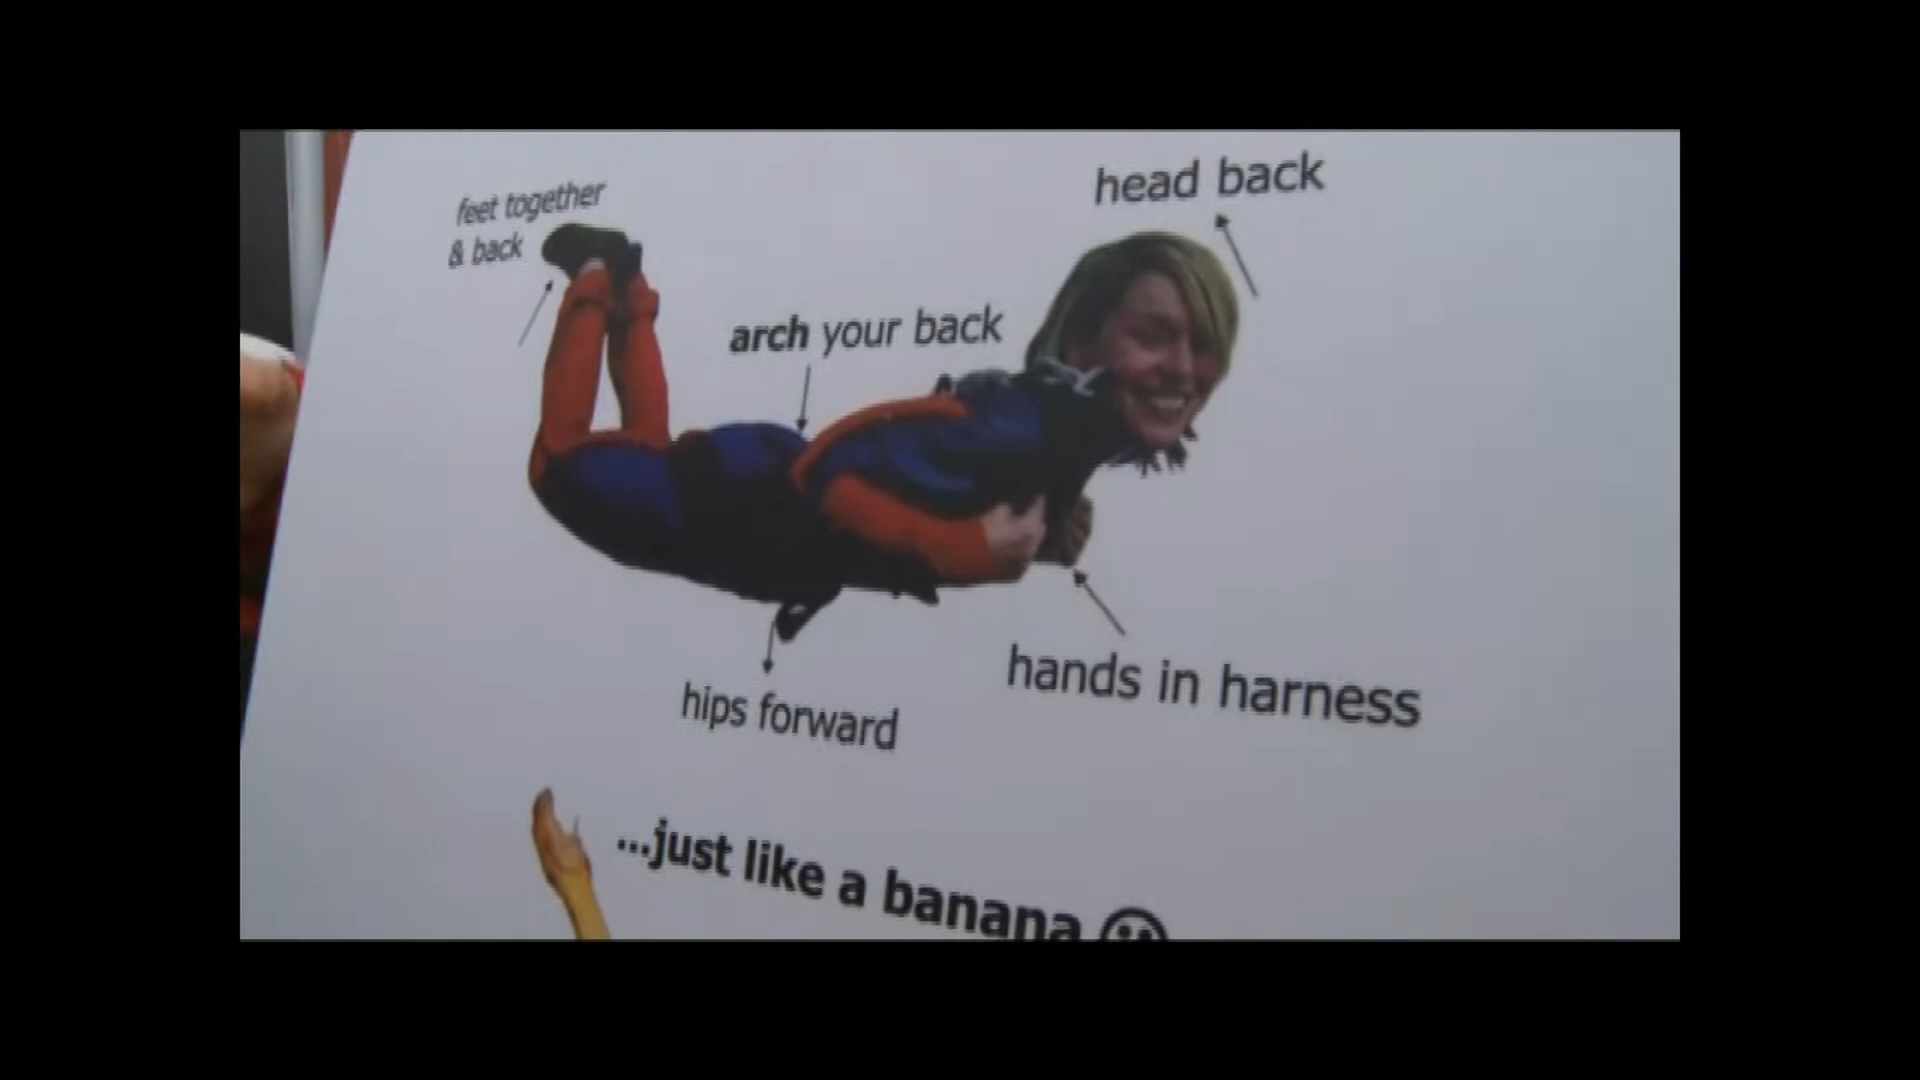 head back
feet together
& back
arch your back
hands in harness
hips forward
...just like a banana